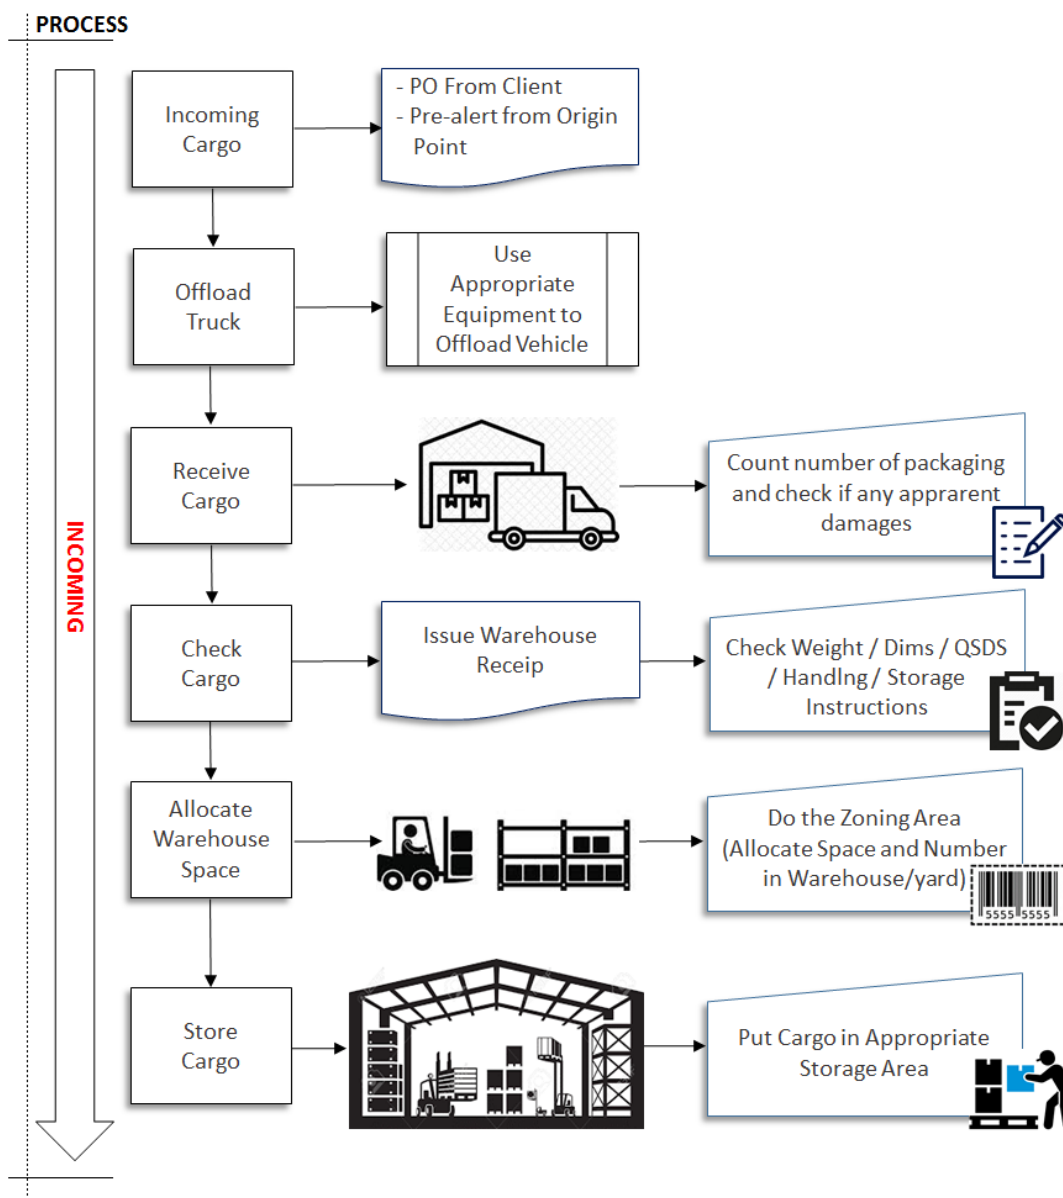 PROCESS
Incoming
Cargo
- PO From Client
- Pre-alert from Origin
Point
Offload
Truck
Use
Appropriate
Equipment to
Offload Vehicle
Receive
Cargo
Count number of packaging
and check if any apprarent
damages
INCOMING
Check
Cargo
Issue Warehouse
Receip
Check Weight / Dims / QSDS
/ Handlng / Storage
Instructions
Allocate
Warehouse
Space
Do the Zoning Area
(Allocate Space and Number
in Warehouse/yard)
5555 5555
Store
Cargo
Put Cargo in Appropriate
Storage Area